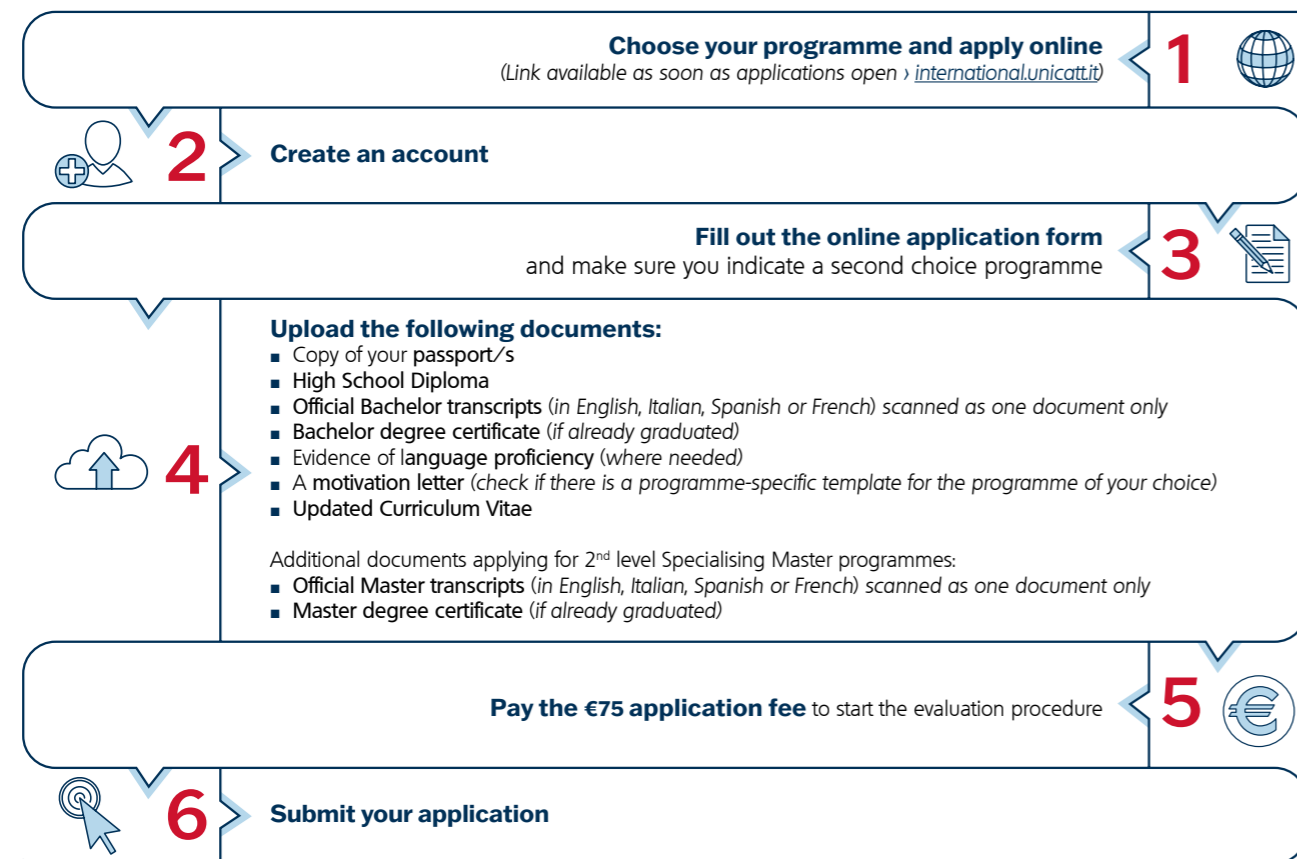 Choose your programme and apply online
(Link available as soon as applications open › international.unicatt.it)
1
2
Create an account
Fill out the online application form
and make sure you indicate a second choice programme
3
4
Upload the following documents:
■ Copy of your passport/s
■ High School Diploma
■ Official Bachelor transcripts (in English, Italian, Spanish or French) scanned as one document only
■ Bachelor degree certificate (if already graduated)
■ Evidence of language proficiency (where needed)
■ A motivation letter (check if there is a programme-specific template for the programme of your choice)
■ Updated Curriculum Vitae
Additional documents applying for 2nd level Specialising Master programmes:
■ Official Master transcripts (in English, Italian, Spanish or French) scanned as one document only
■ Master degree certificate (if already graduated)
Pay the €75 application fee to start the evaluation procedure
5
€
6
Submit your application